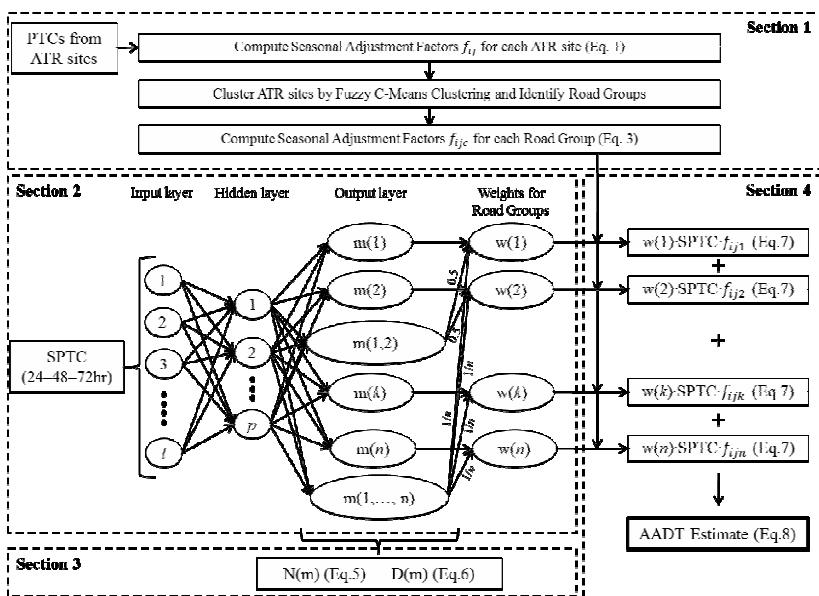 Section 1
PTCs from
ATR sites
Compute Seasonal Adjustment Factors f_ij for each ATR site (Eq. 1)
Cluster ATR sites by Fuzzy C-Means Clustering and Identify Road Groups
Compute Seasonal Adjustment Factors f_ijc for each Road Group (Eq. 3)
Section 2
Input layer
Hidden layer
Output layer
Weights for
Road Groups
SPTC
(24–48–72hr)
1
2
3
l
1
2
p
m(1)
m(2)
m(1,2)
m(k)
m(n)
m(1,…, n)
0.5
0.5
1/n
1/n
1/n
1/n
w(1)
w(2)
w(k)
w(n)
Section 4
w(1)·SPTC·f_ij1 (Eq.7)
+
w(2)·SPTC·f_ij2 (Eq.7)
+
w(k)·SPTC·f_ijk (Eq.7)
+
w(n)·SPTC·f_ijn (Eq.7)
AADT Estimate (Eq.8)
Section 3
N(m) (Eq.5) D(m) (Eq.6)